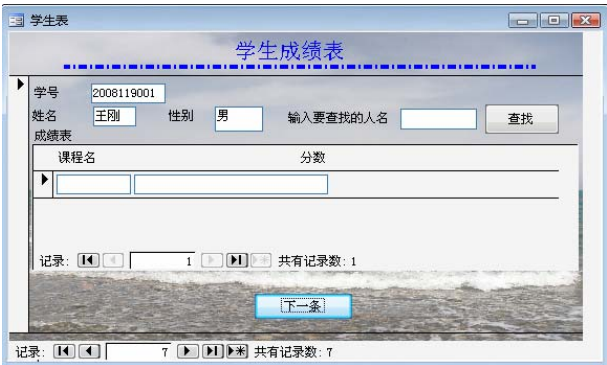 学生表
学生成绩表
学号 2008119001
姓名 王刚 性别 男 输入要查找的人名 查找
成绩表
课程名 分数
记录: 1 共有记录数: 1
下一条
记录: 7 共有记录数: 7